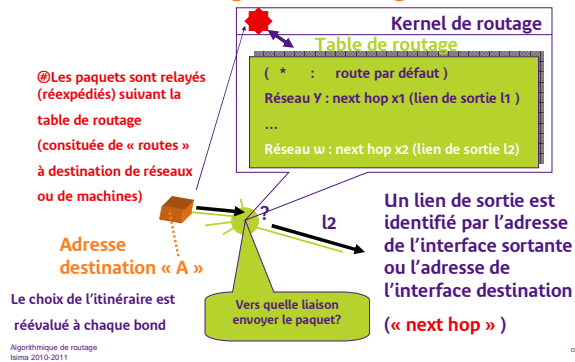 Kernel de routage
Table de routage
( * : route par défaut )
Réseau Y : next hop x1 (lien de sortie l1 )
...
Réseau w : next hop x2 (lien de sortie l2)
@Les paquets sont relayés
(réexpédiés) suivant la
table de routage
(consituée de « routes »
à destination de réseaux
ou de machines)
?
l2
Adresse
destination « A »
Un lien de sortie est
identifié par l'adresse
de l'interface sortante
ou l'adresse de
l'interface destination
(« next hop » )
Le choix de l'itinéraire est
réévalué à chaque bond
Vers quelle liaison
envoyer le paquet?
Algorithmique de routage
Isima 2010-2011
D